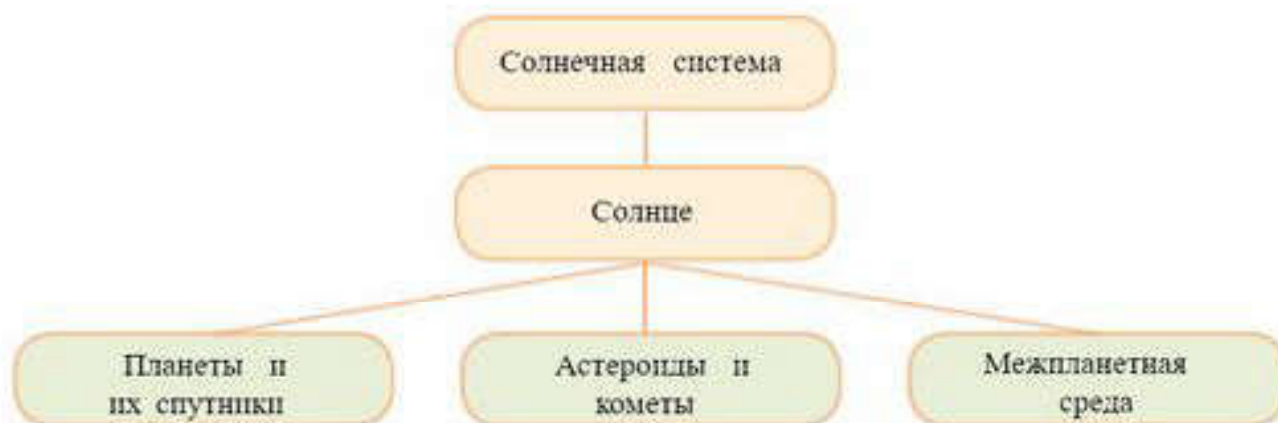 Солнечная система
Солнце
Планеты и
их спутники
Астероиды и
кометы
Межпланетная
среда